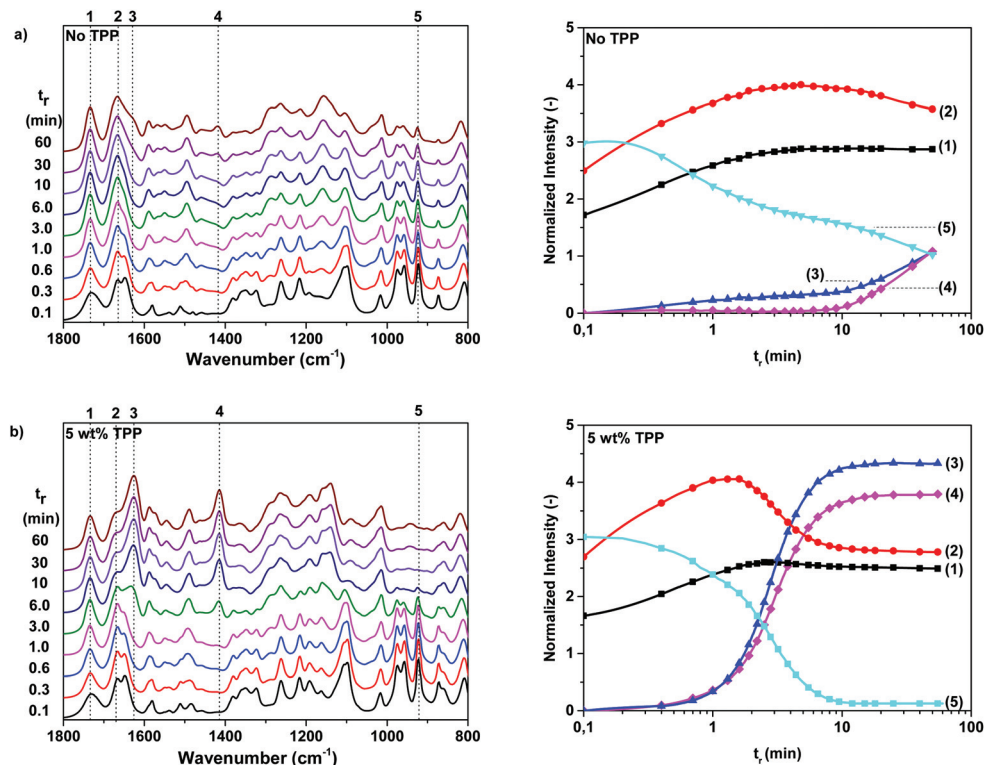 a)
1 2 3 4 5
No TPP
tᵣ
(min)
60
30
10
6.0
3.0
1.0
0.6
0.3
0.1
1800 1600 1400 1200 1000 800
Wavenumber (cm⁻¹)
No TPP
Normalized Intensity (-)
5
4
3
2
1
0
(2)
(1)
(5)
(3)
(4)
0,1 1 10 100
tᵣ (min)
b)
1 2 3 4 5
5 wt% TPP
tᵣ
(min)
60
30
10
6.0
3.0
1.0
0.6
0.3
0.1
1800 1600 1400 1200 1000 800
Wavenumber (cm⁻¹)
5 wt% TPP
Normalized Intensity (-)
5
4
3
2
1
0
(3)
(4)
(2)
(1)
(5)
0,1 1 10 100
tᵣ (min)